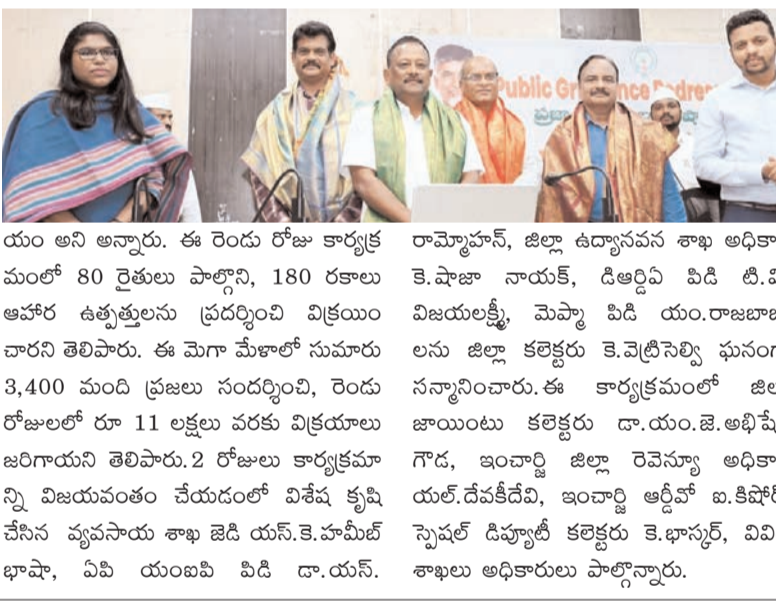 Public Grievance Redres
ప్రజా
యం అని అన్నారు. ఈ రెండు రోజు కార్యక్ర
మంలో 80 రైతులు పాల్గొని, 180 రకాలు
ఆహార ఉత్పత్తులను ప్రదర్శించి విక్రయిం
చారని తెలిపారు. ఈ మెగా మేళాలో సుమారు
3,400 మంది ప్రజలు సందర్శించి, రెండు
రోజులలో రూ 11 లక్షలు వరకు విక్రయాలు
జరిగాయని తెలిపారు.2 రోజులు కార్యక్రమా
న్ని విజయవంతం చేయడంలో విశేష కృషి
చేసిన వ్యవసాయ శాఖ జెడి యస్.కె.హమీబ్
భాషా, ఏపి యంఐపి పిడి డా.యస్.
రామ్మోహన్, జిల్లా ఉద్యానవన శాఖ అధికా
కె.షాజా నాయక్, డిఆర్డిఏ పిడి టి.వి
విజయలక్ష్మీ, మెప్మా పిడి యం.రాజబాబ
లను జిల్లా కలెక్టరు కె.వెట్రిసెల్వి ఘనంగ
సన్మానించారు.ఈ కార్యక్రమంలో జిల
జాయింటు కలెక్టరు డా.యం.జె.అభిషే
గౌడ, ఇంచార్జి జిల్లా రెవెన్యూ అధికా
యల్.దేవకీదేవి, ఇంచార్జి ఆర్డీవో ఐ.కిషోర్
స్పెషల్ డిప్యూటీ కలెక్టరు కె.భాస్కర్, వివి
శాఖలు అధికారులు పాల్గొన్నారు.